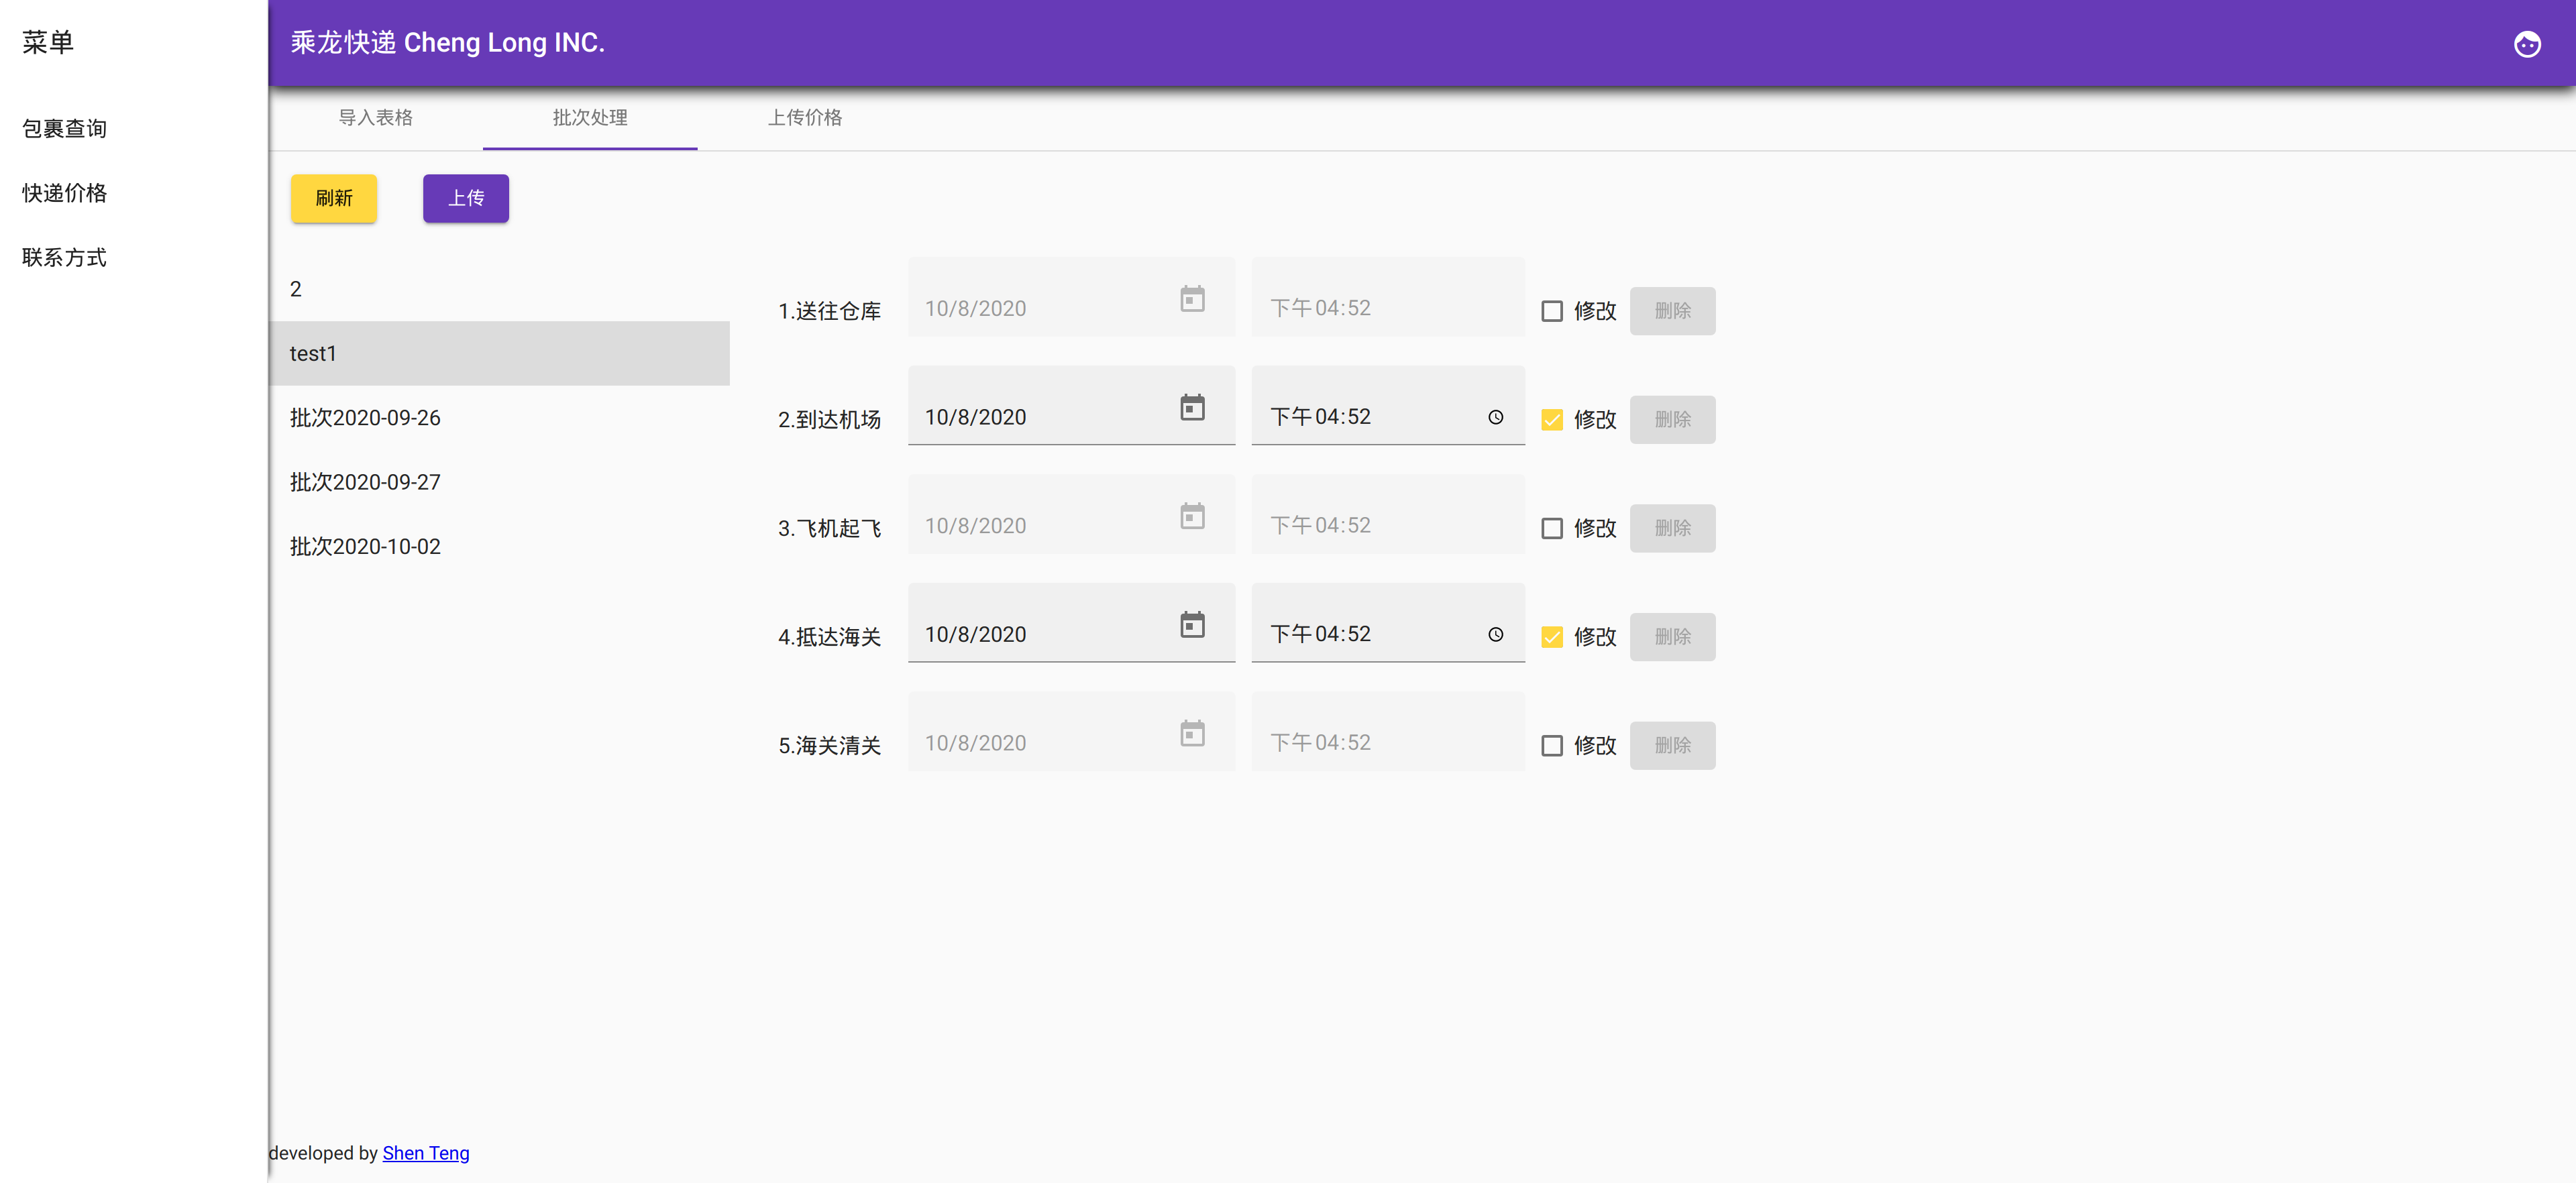 菜单
包裹查询
快递价格
联系方式
乘龙快递 Cheng Long INC.
导入表格 批次处理 上传价格
刷新 上传
2
test1
批次2020-09-26
批次2020-09-27
批次2020-10-02
1.送往仓库 10/8/2020 下午 04:52 修改 删除
2.到达机场 10/8/2020 下午 04:52 修改 删除
3.飞机起飞 10/8/2020 下午 04:52 修改 删除
4.抵达海关 10/8/2020 下午 04:52 修改 删除
5.海关清关 10/8/2020 下午 04:52 修改 删除
developed by Shen Teng